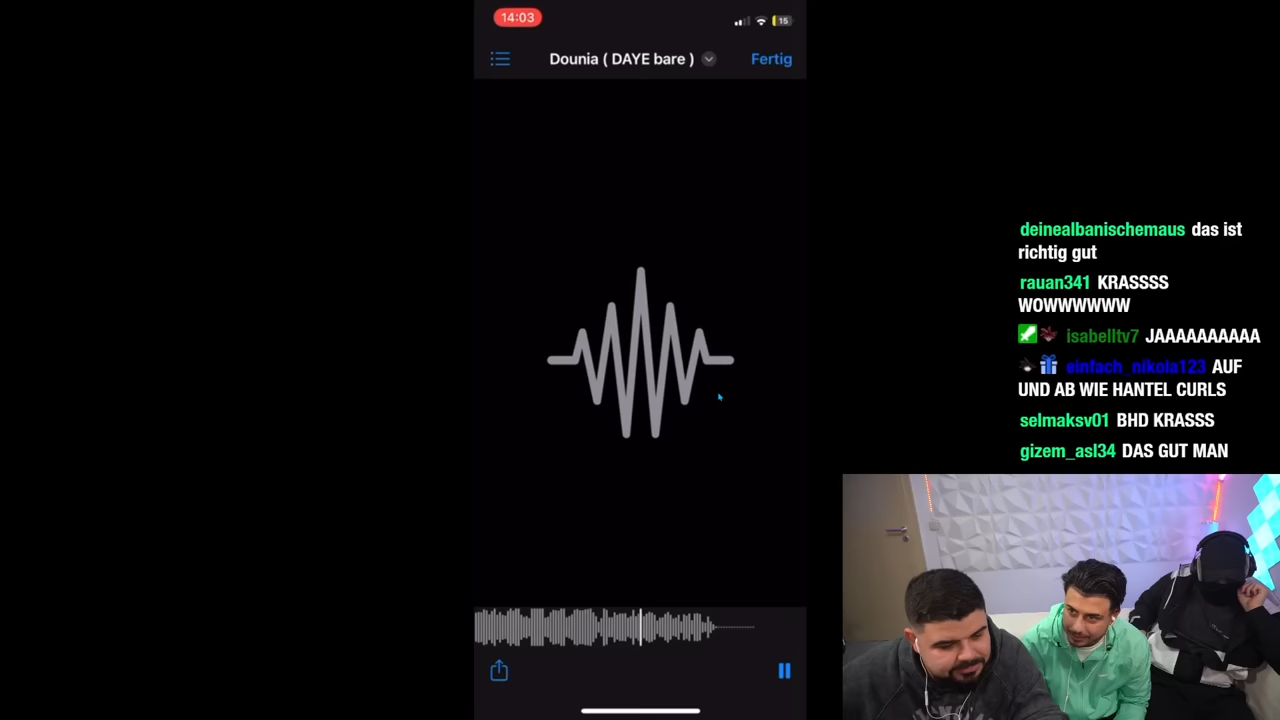 14:03
15
Dounia ( DAYE bare )
Fertig
deinealbanischemaus das ist
richtig gut
rauan341 KRASSSS
WOWWWWWW
isabelltv7 JAAAAAAAAAA
einfach_nikola123 AUF
UND AB WIE HANTEL CURLS
selmaksv01 BHD KRASSS
gizem_asl34 DAS GUT MAN